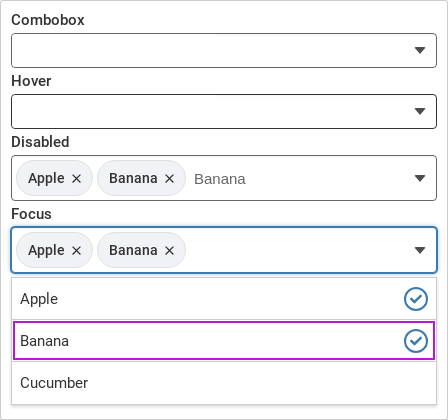 Combobox
Hover
Disabled
Apple × Banana × Banana
Focus
Apple × Banana ×
Apple
Banana
Cucumber